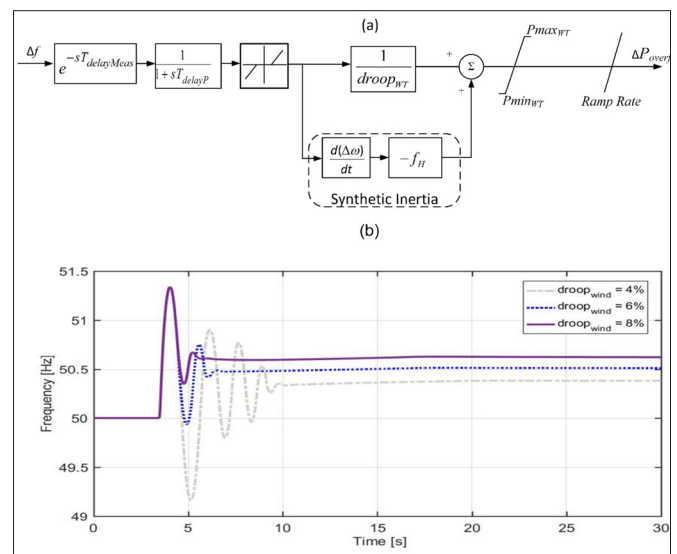 (a)
Δf
e^{-sT_{delayMeas}}
1
1+sT_{delayP}
1
droop_{WT}
+
Σ
+
Pmax_{WT}
Pmin_{WT}
Ramp Rate
ΔP_{overf}
d(Δω)
dt
-f_H
Synthetic Inertia
(b)
51.5
51
50.5
50
49.5
49
Frequency [Hz]
droop_{wind} = 4%
droop_{wind} = 6%
droop_{wind} = 8%
0 5 10 15 20 25 30
Time [s]